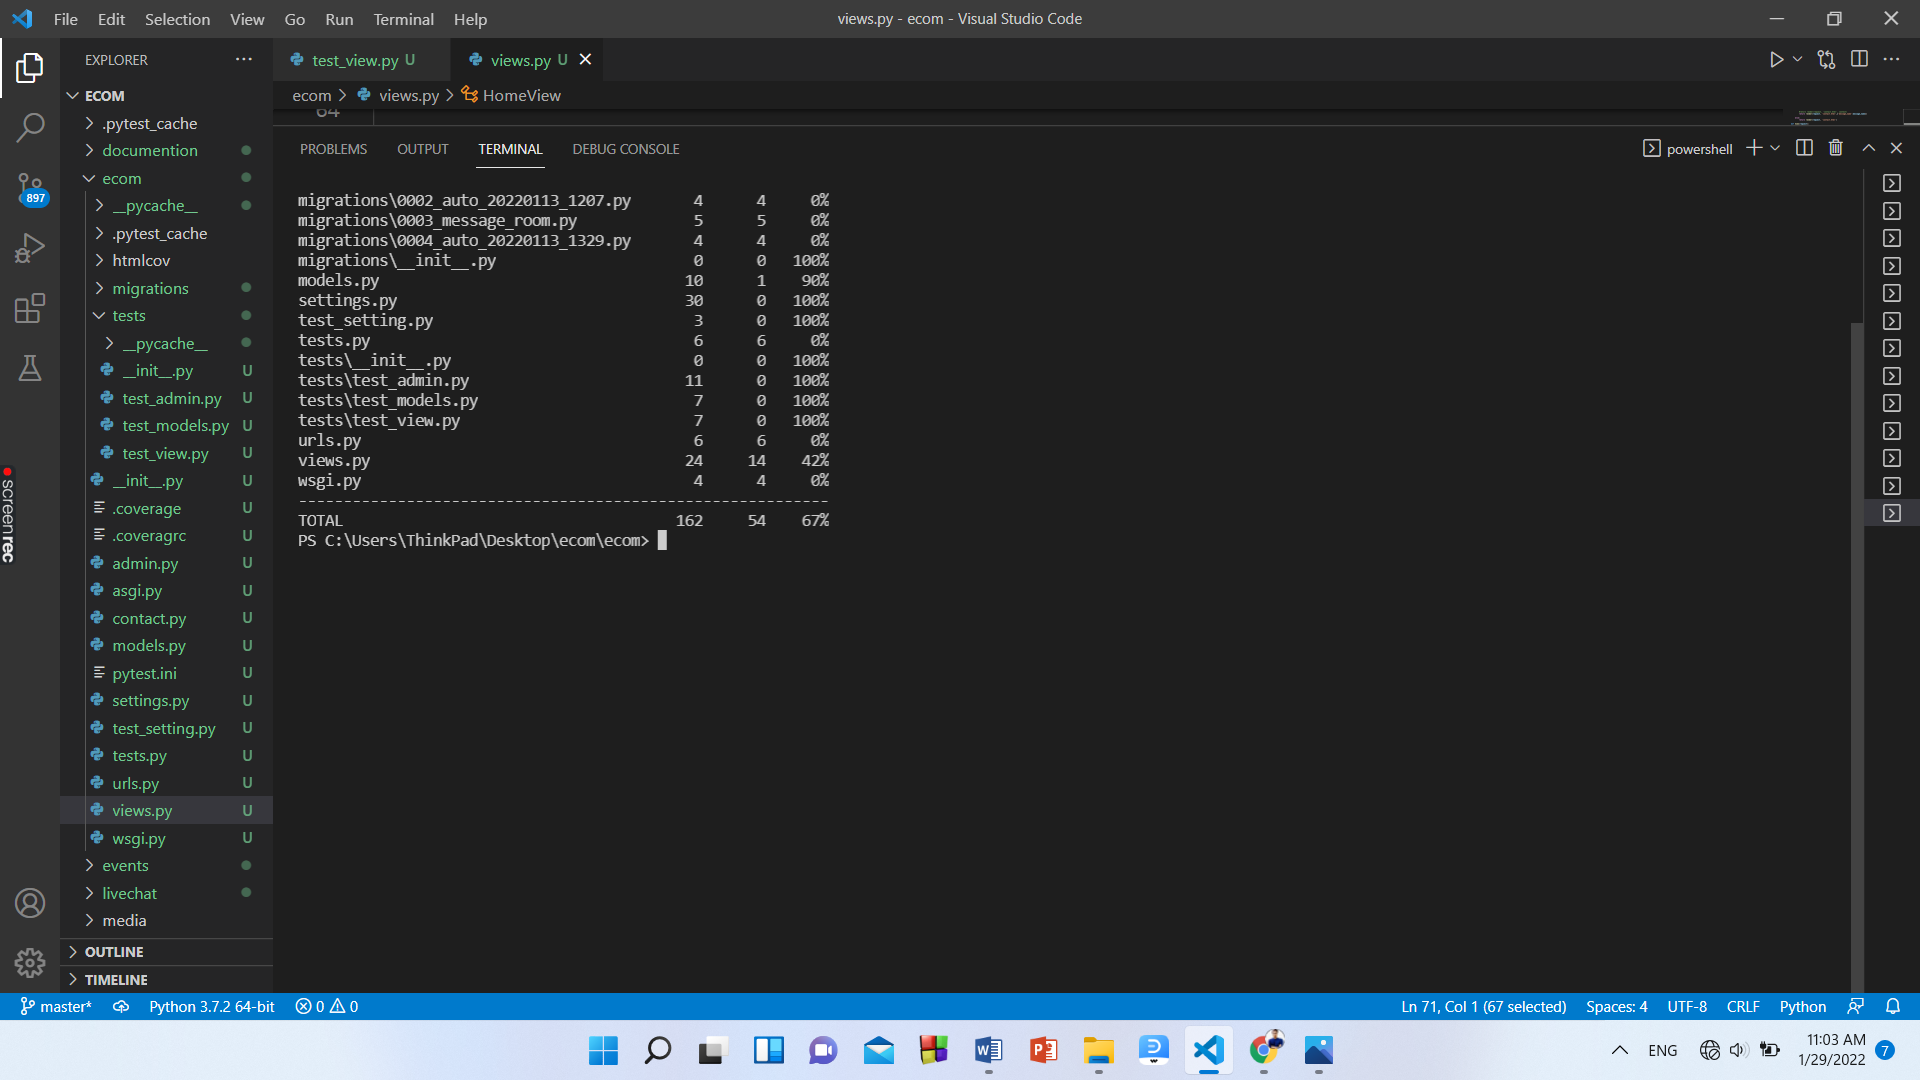 File Edit Selection View Go Run Terminal Help
views.py - ecom - Visual Studio Code
EXPLORER
ECOM
.pytest_cache
documention
ecom
__pycache__
.pytest_cache
htmlcov
migrations
tests
__pycache__
__init__.py U
test_admin.py U
test_models.py U
test_view.py U
__init__.py U
.coverage U
.coveragrc U
admin.py U
asgi.py U
contact.py U
models.py U
pytest.ini U
settings.py U
test_setting.py U
tests.py U
urls.py U
views.py U
wsgi.py U
events
livechat
media
OUTLINE
TIMELINE
897
screenrec
test_view.py U
views.py U
ecom > views.py > HomeView
64
PROBLEMS OUTPUT TERMINAL DEBUG CONSOLE
powershell
migrations\0002_auto_20220113_1207.py 4 4 0%
migrations\0003_message_room.py 5 5 0%
migrations\0004_auto_20220113_1329.py 4 4 0%
migrations\__init__.py 0 0 100%
models.py 10 1 90%
settings.py 30 0 100%
test_setting.py 3 0 100%
tests.py 6 6 0%
tests\__init__.py 0 0 100%
tests\test_admin.py 11 0 100%
tests\test_models.py 7 0 100%
tests\test_view.py 7 0 100%
urls.py 6 6 0%
views.py 24 14 42%
wsgi.py 4 4 0%
-----------------------------------------------------------
TOTAL 162 54 67%
PS C:\Users\ThinkPad\Desktop\ecom\ecom>
master* Python 3.7.2 64-bit 0 0
Ln 71, Col 1 (67 selected) Spaces: 4 UTF-8 CRLF Python
ENG
11:03 AM
1/29/2022
7